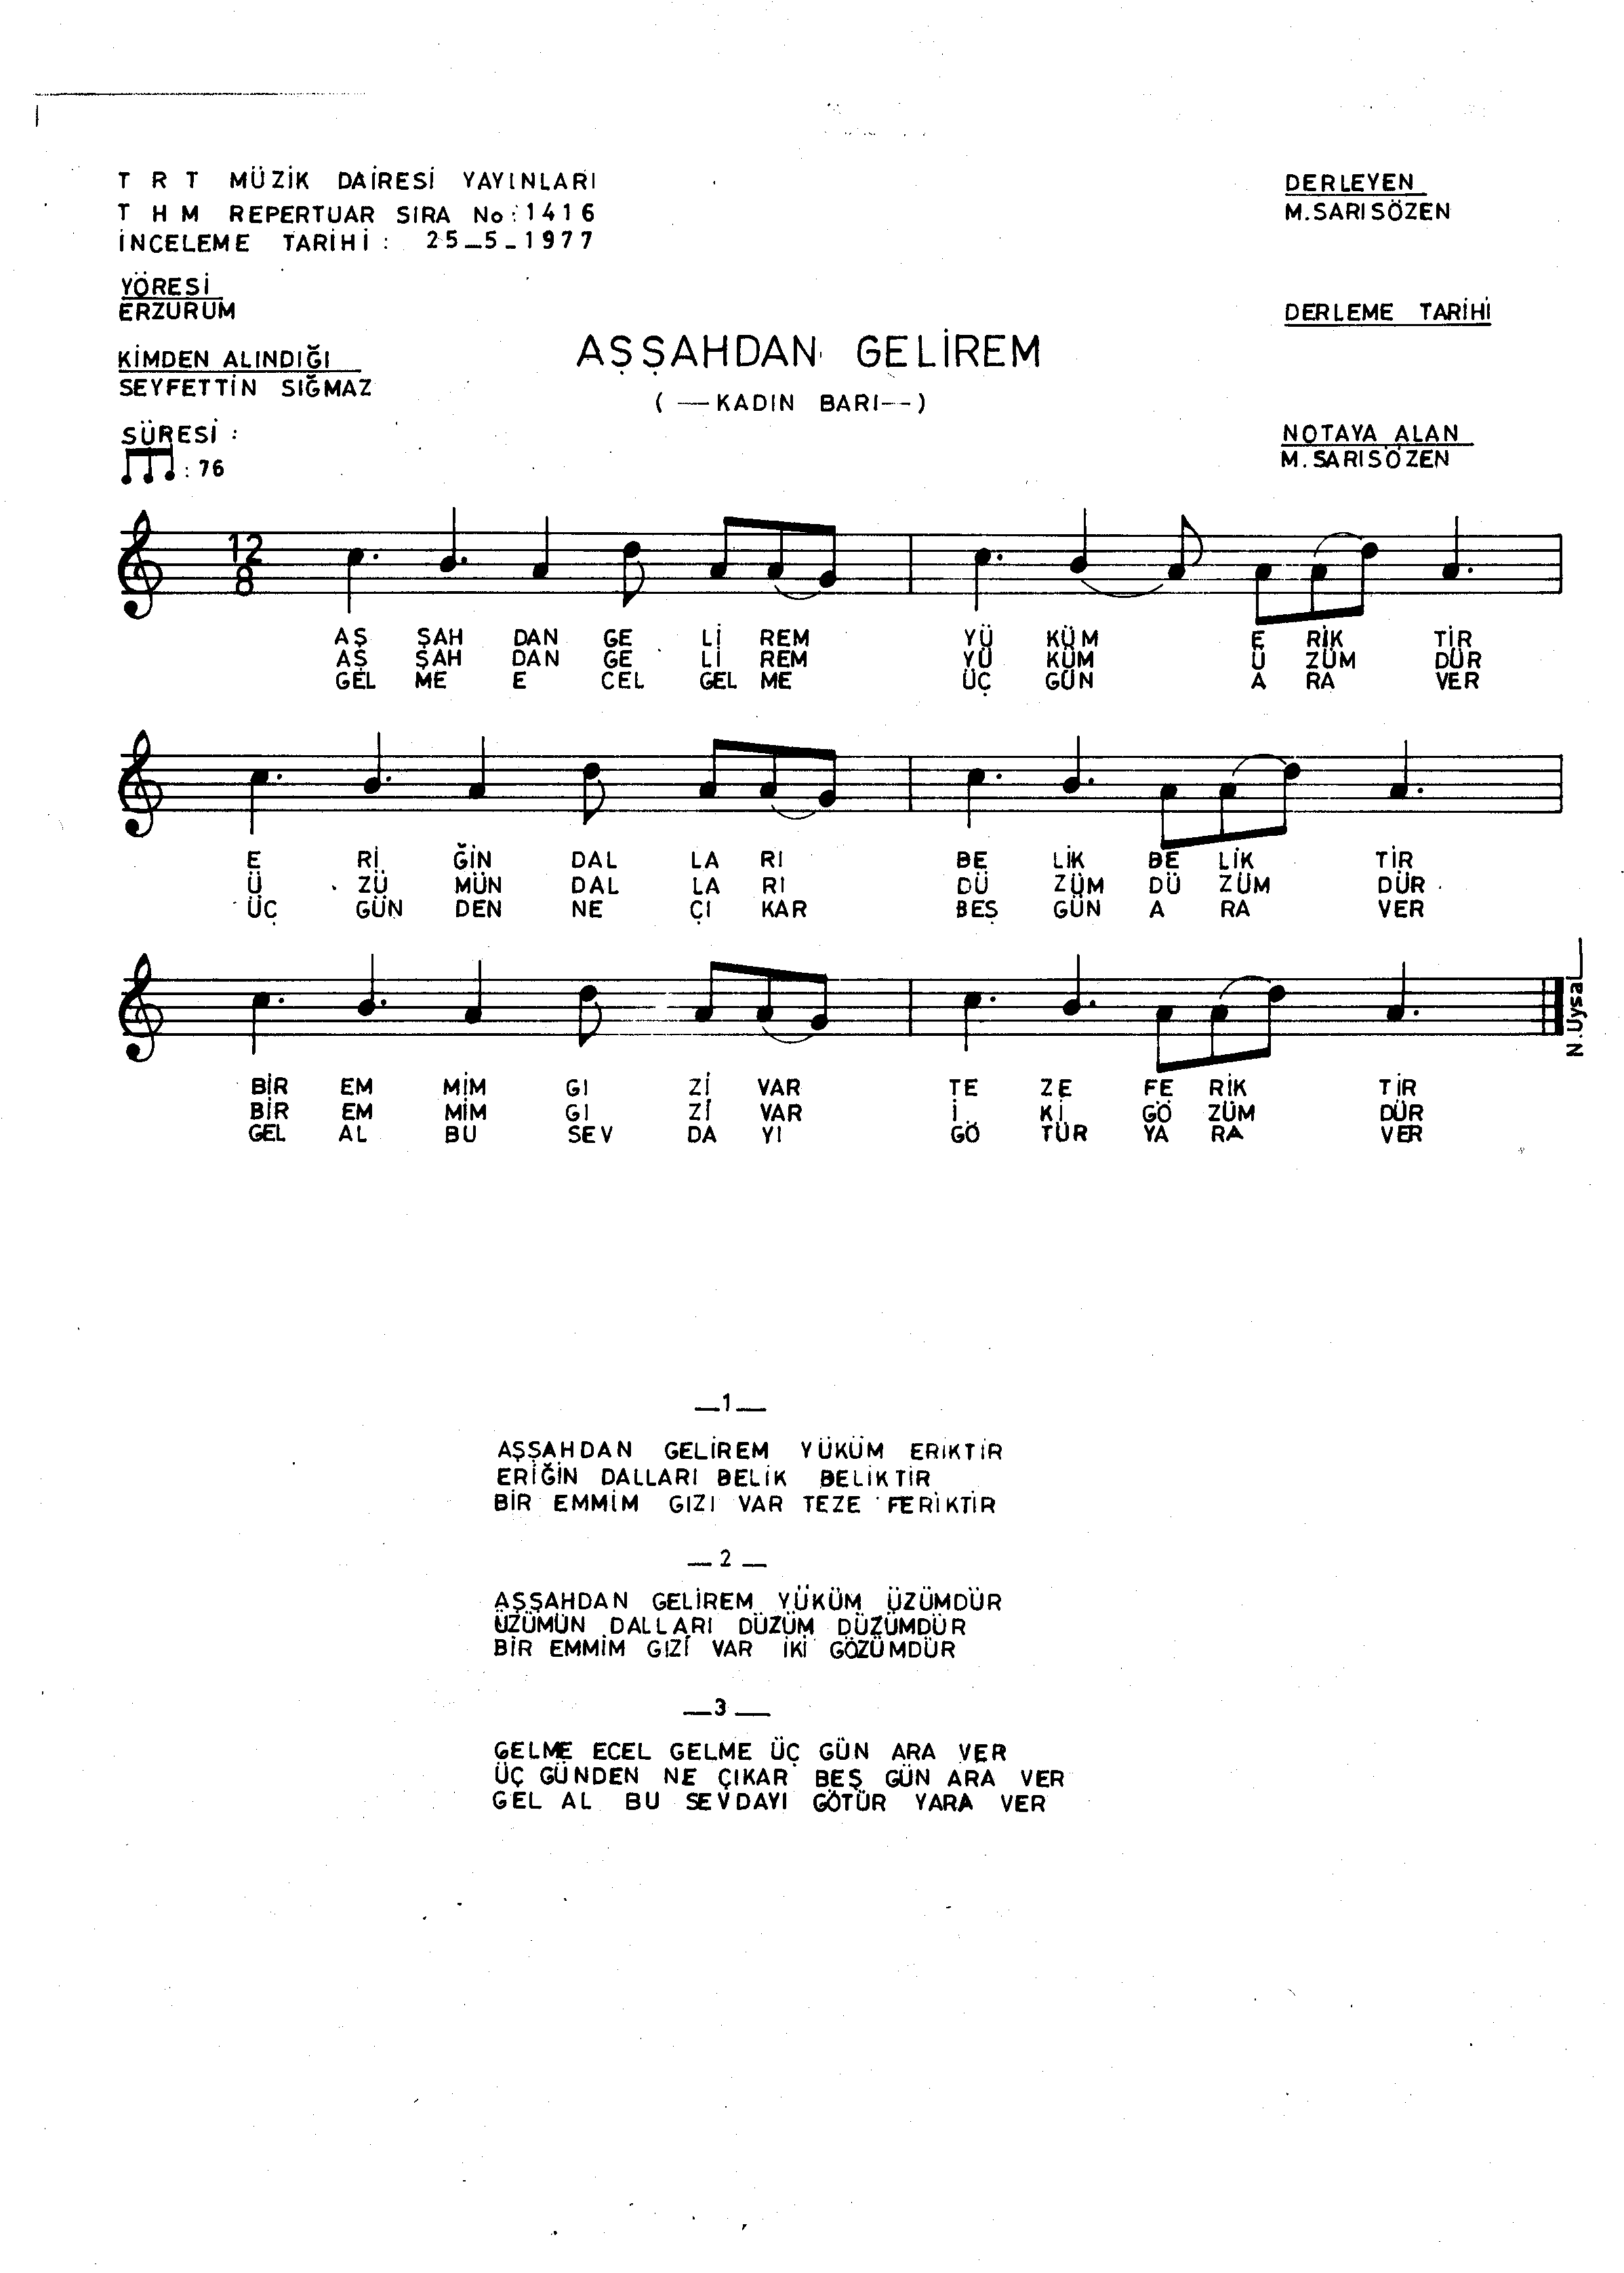 T R T MÜZİK DAİRESİ YAYINLARI
T H M REPERTUAR SIRA No: 1416
İNCELEME TARİHİ : 25_5_1977
DERLEYEN
M.SARISÖZEN
YÖRESİ
ERZURUM
DERLEME TARİHİ
KİMDEN ALINDIĞI
SEYFETTİN SIĞMAZ
AŞŞAHDAN GELİREM
( —KADIN BARI--)
SÜRESİ :
: 76
NOTAYA ALAN
M.SARISÖZEN
12
8
AŞ ŞAH DAN GE Lİ REM YÜ KÜM E RİK TİR
AŞ ŞAH DAN GE Lİ REM YÜ KÜM Ü ZÜM DÜR
GEL ME E CEL GEL ME ÜÇ GÜN A RA VER
E Rİ ĞİN DAL LA RI BE LİK BE LİK TİR
Ü ZÜ MÜN DAL LA RI DÜ ZÜM DÜ ZÜM DÜR
ÜÇ GÜN DEN NE ÇI KAR BEŞ GÜN A RA VER
N.Uysal
BİR EM MİM GI Zİ VAR TE ZE FE RİK TİR
BİR EM MİM GI Zİ VAR İ Kİ GÖ ZÜM DÜR
GEL AL BU SEV DA YI GÖ TÜR YA RA VER
—1—
AŞŞAHDAN GELİREM YÜKÜM ERİKTİR
ERİĞİN DALLARI BELİK BELİKTİR
BİR EMMİM GIZI VAR TEZE FERİKTİR
— 2 —
AŞŞAHDAN GELİREM YÜKÜM ÜZÜMDÜR
ÜZÜMÜN DALLARI DÜZÜM DÜZÜMDÜR
BİR EMMİM GIZİ VAR İKİ GÖZÜMDÜR
—3—
GELME ECEL GELME ÜÇ GÜN ARA VER
ÜÇ GÜNDEN NE ÇIKAR BEŞ GÜN ARA VER
GEL AL BU SEVDAYI GÖTÜR YARA VER